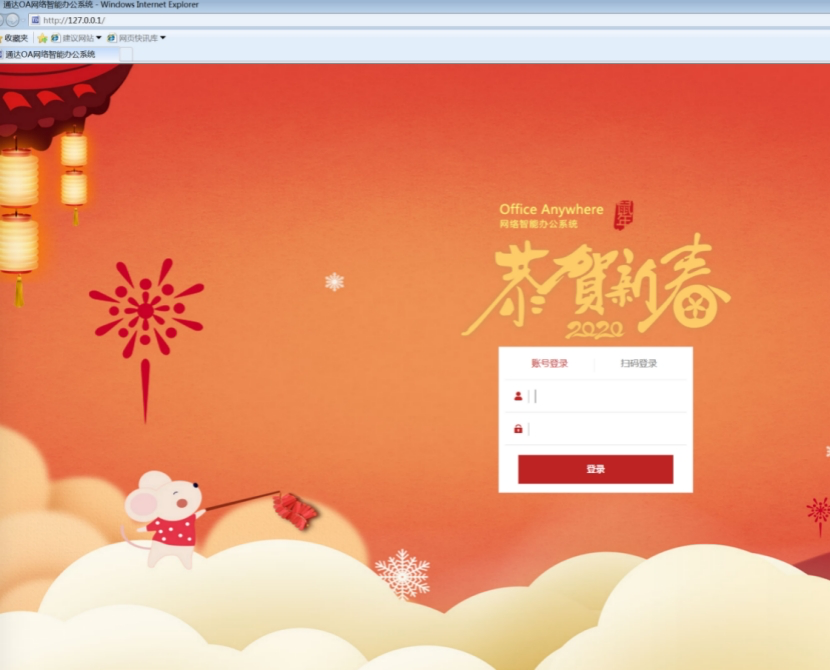 通达OA网络智能办公系统 - Windows Internet Explorer
http://127.0.0.1/
收藏夹
建议网站
网页快讯库
通达OA网络智能办公系统
Office Anywhere
鼠年
网络智能办公系统
恭贺新春
2020
账号登录
扫码登录
登录